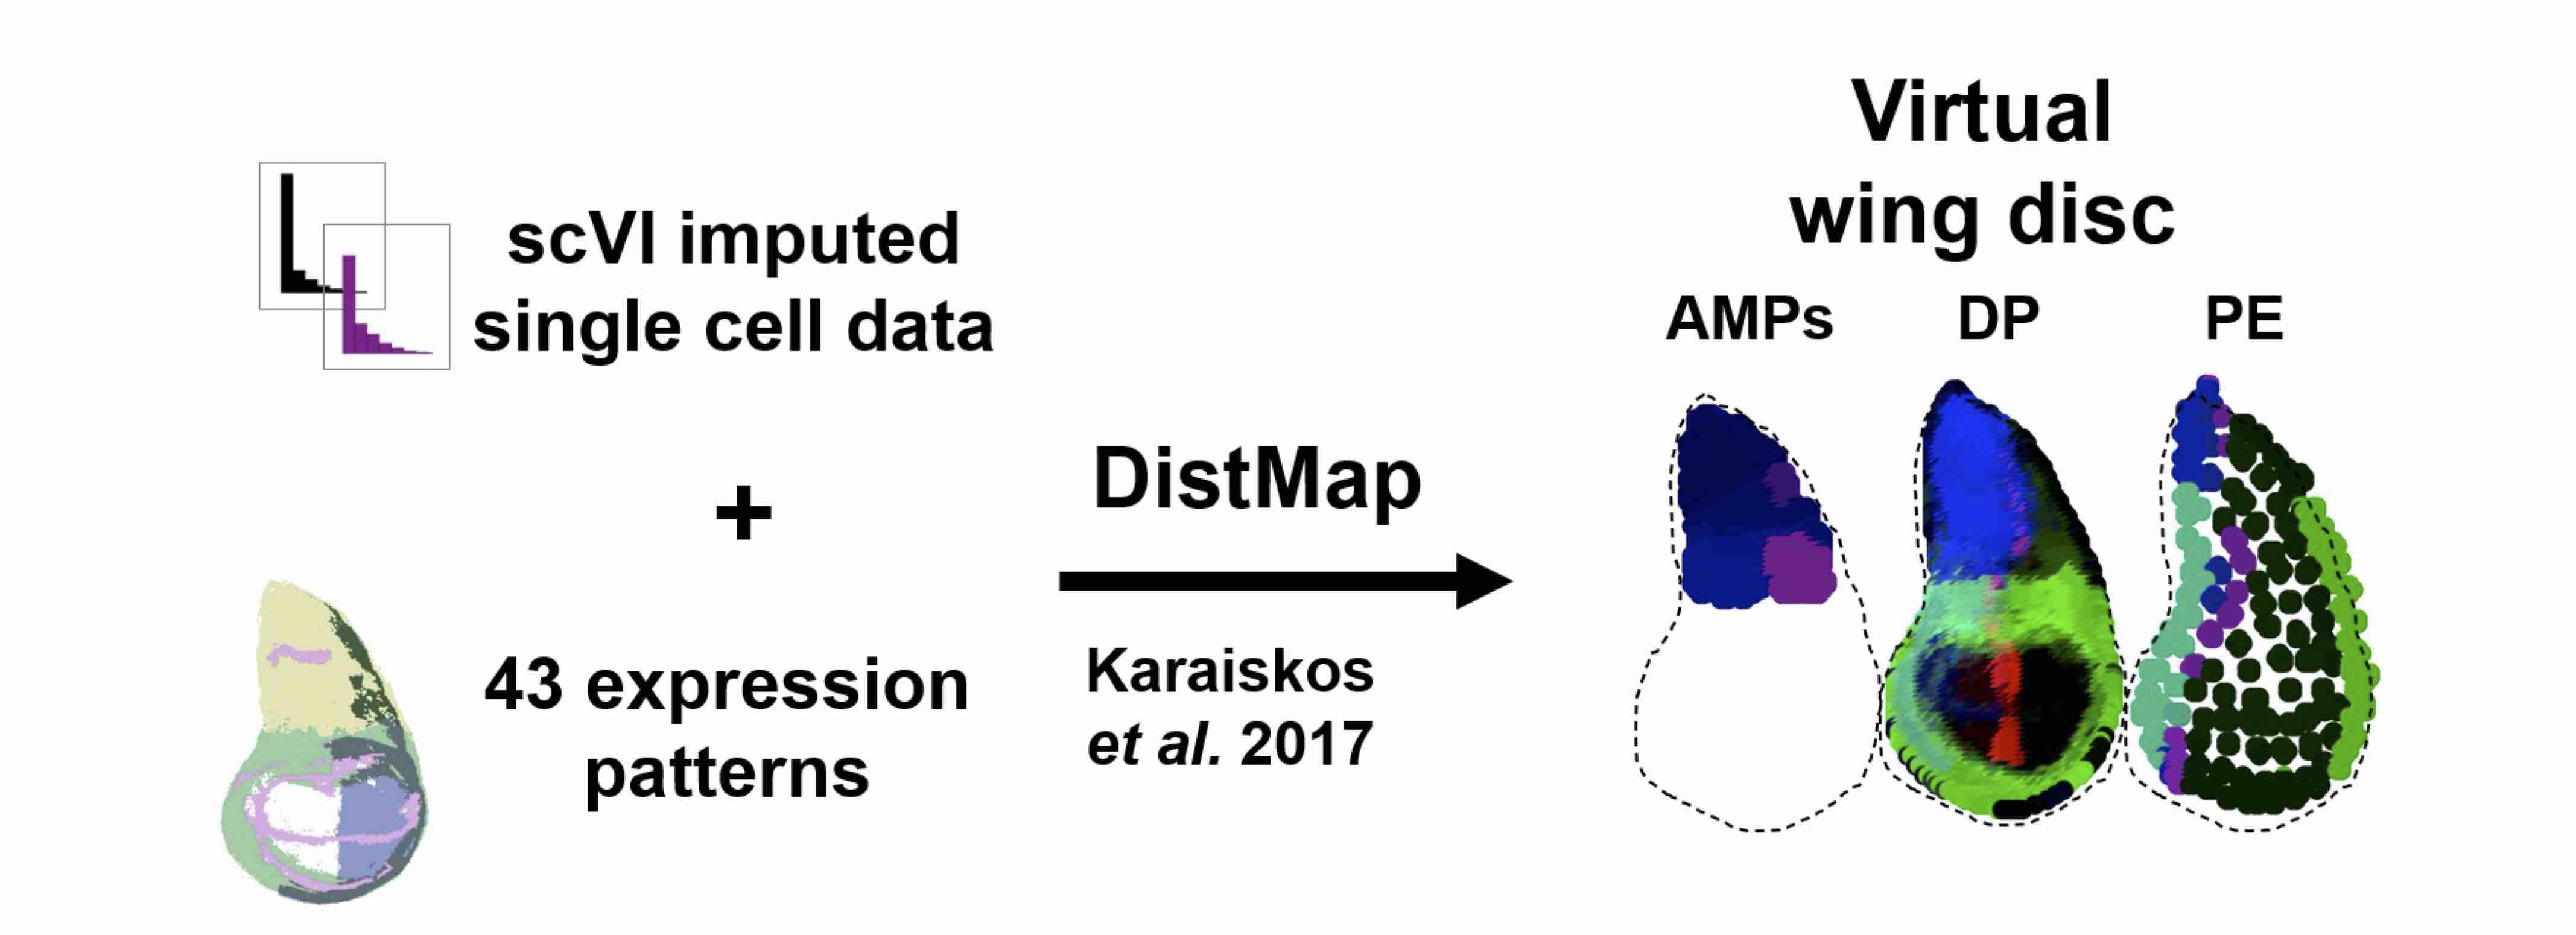 scVI imputed
single cell data
+
43 expression
patterns
DistMap
Karaiskos
et al. 2017
Virtual
wing disc
AMPs DP PE